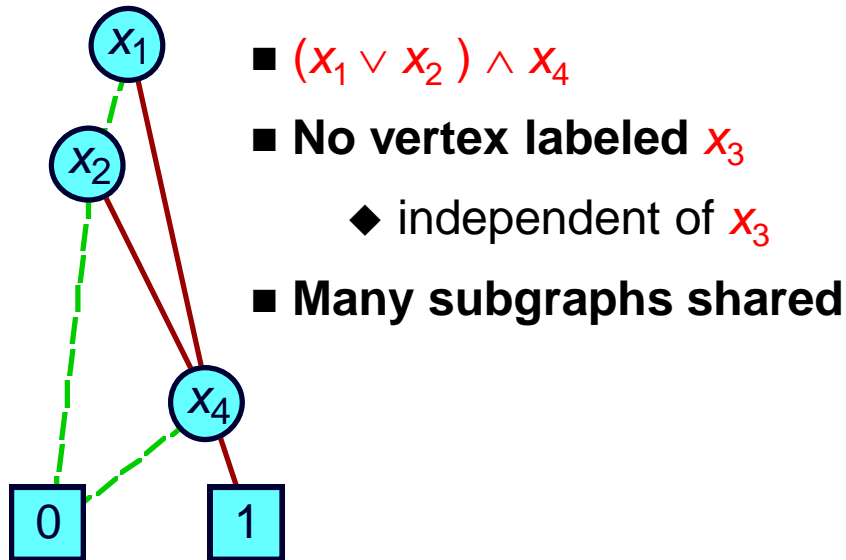 x₁
x₂
x₄
0
1
■ (x₁ ∨ x₂ ) ∧ x₄
■ No vertex labeled x₃
◆ independent of x₃
■ Many subgraphs shared